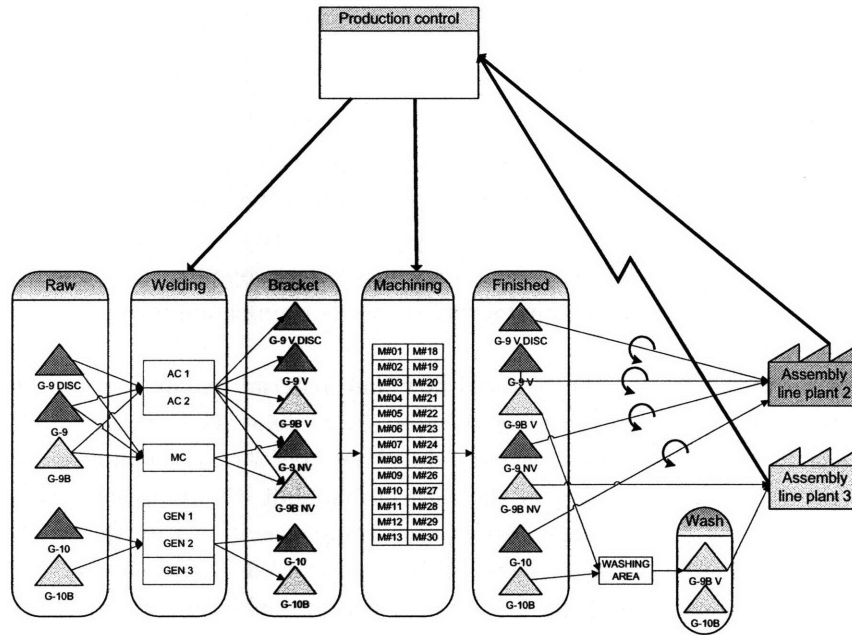 Production control
Raw
Welding
Bracket
Machining
Finished
G-9 DISC
G-9
G-9B
G-10
G-10B
AC 1
AC 2
MC
GEN 1
GEN 2
GEN 3
G-9 V DISC
G-9 V
G-9B V
G-9 NV
G-9B NV
G-10
G-10B
M#01 M#18
M#02 M#19
M#03 M#20
M#04 M#21
M#05 M#22
M#06 M#23
M#07 M#24
M#08 M#25
M#09 M#26
M#10 M#27
M#11 M#28
M#12 M#29
M#13 M#30
G-9 V DISC
G-9 V
G-9B V
G-9 NV
G-9B NV
G-10
G-10B
WASHING
AREA
Wash
G-9B V
G-10B
Assembly
line plant 2
Assembly
line plant 3